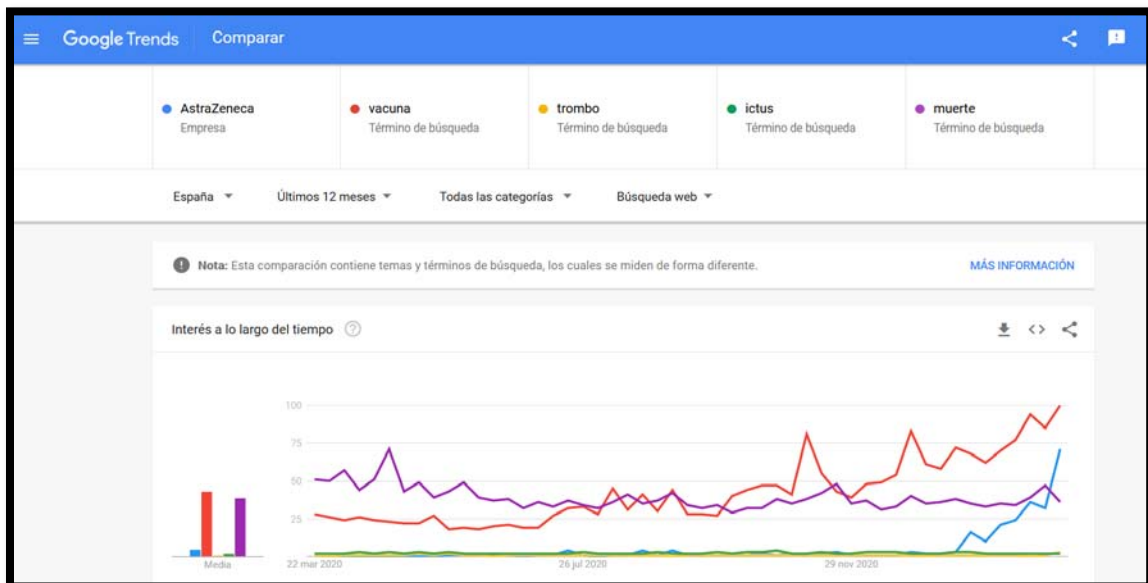 Google Trends Comparar
AstraZeneca
Empresa
vacuna
Término de búsqueda
trombo
Término de búsqueda
ictus
Término de búsqueda
muerte
Término de búsqueda
España Últimos 12 meses Todas las categorías Búsqueda web
Nota: Esta comparación contiene temas y términos de búsqueda, los cuales se miden de forma diferente. MÁS INFORMACIÓN
Interés a lo largo del tiempo
100
75
50
25
Media 22 mar 2020 26 jul 2020 29 nov 2020